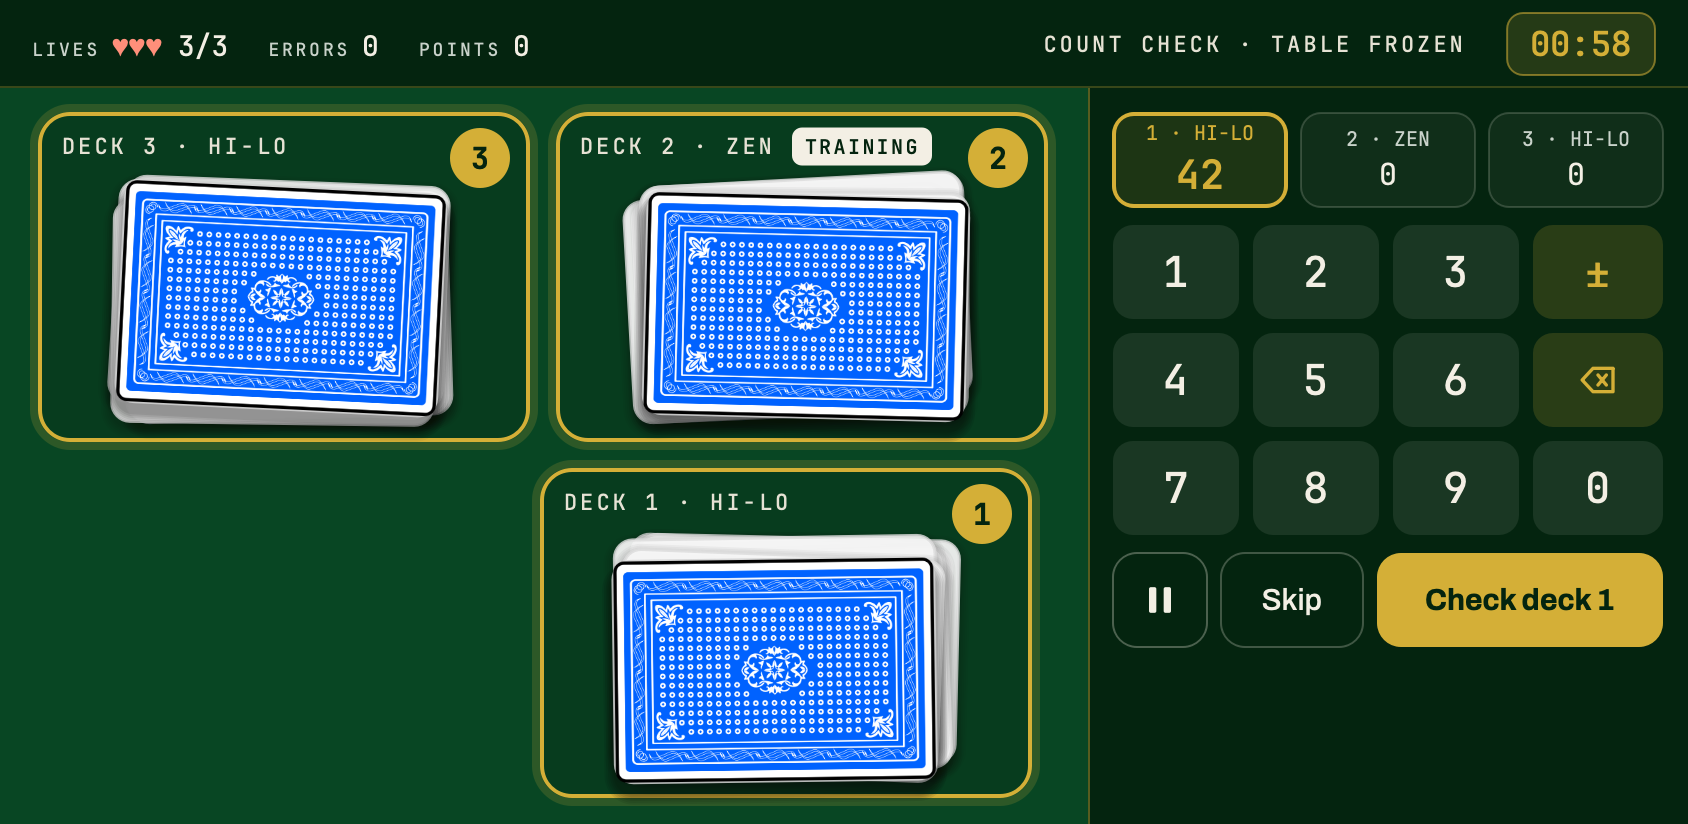 LIVES ♥♥♥ 3/3 ERRORS 0 POINTS 0
COUNT CHECK · TABLE FROZEN
00:58
DECK 3 · HI-LO
3
DECK 2 · ZEN TRAINING
2
DECK 1 · HI-LO
1
1 · HI-LO
42
2 · ZEN
0
3 · HI-LO
0
1 2 3 ±
4 5 6
7 8 9 0
Skip
Check deck 1